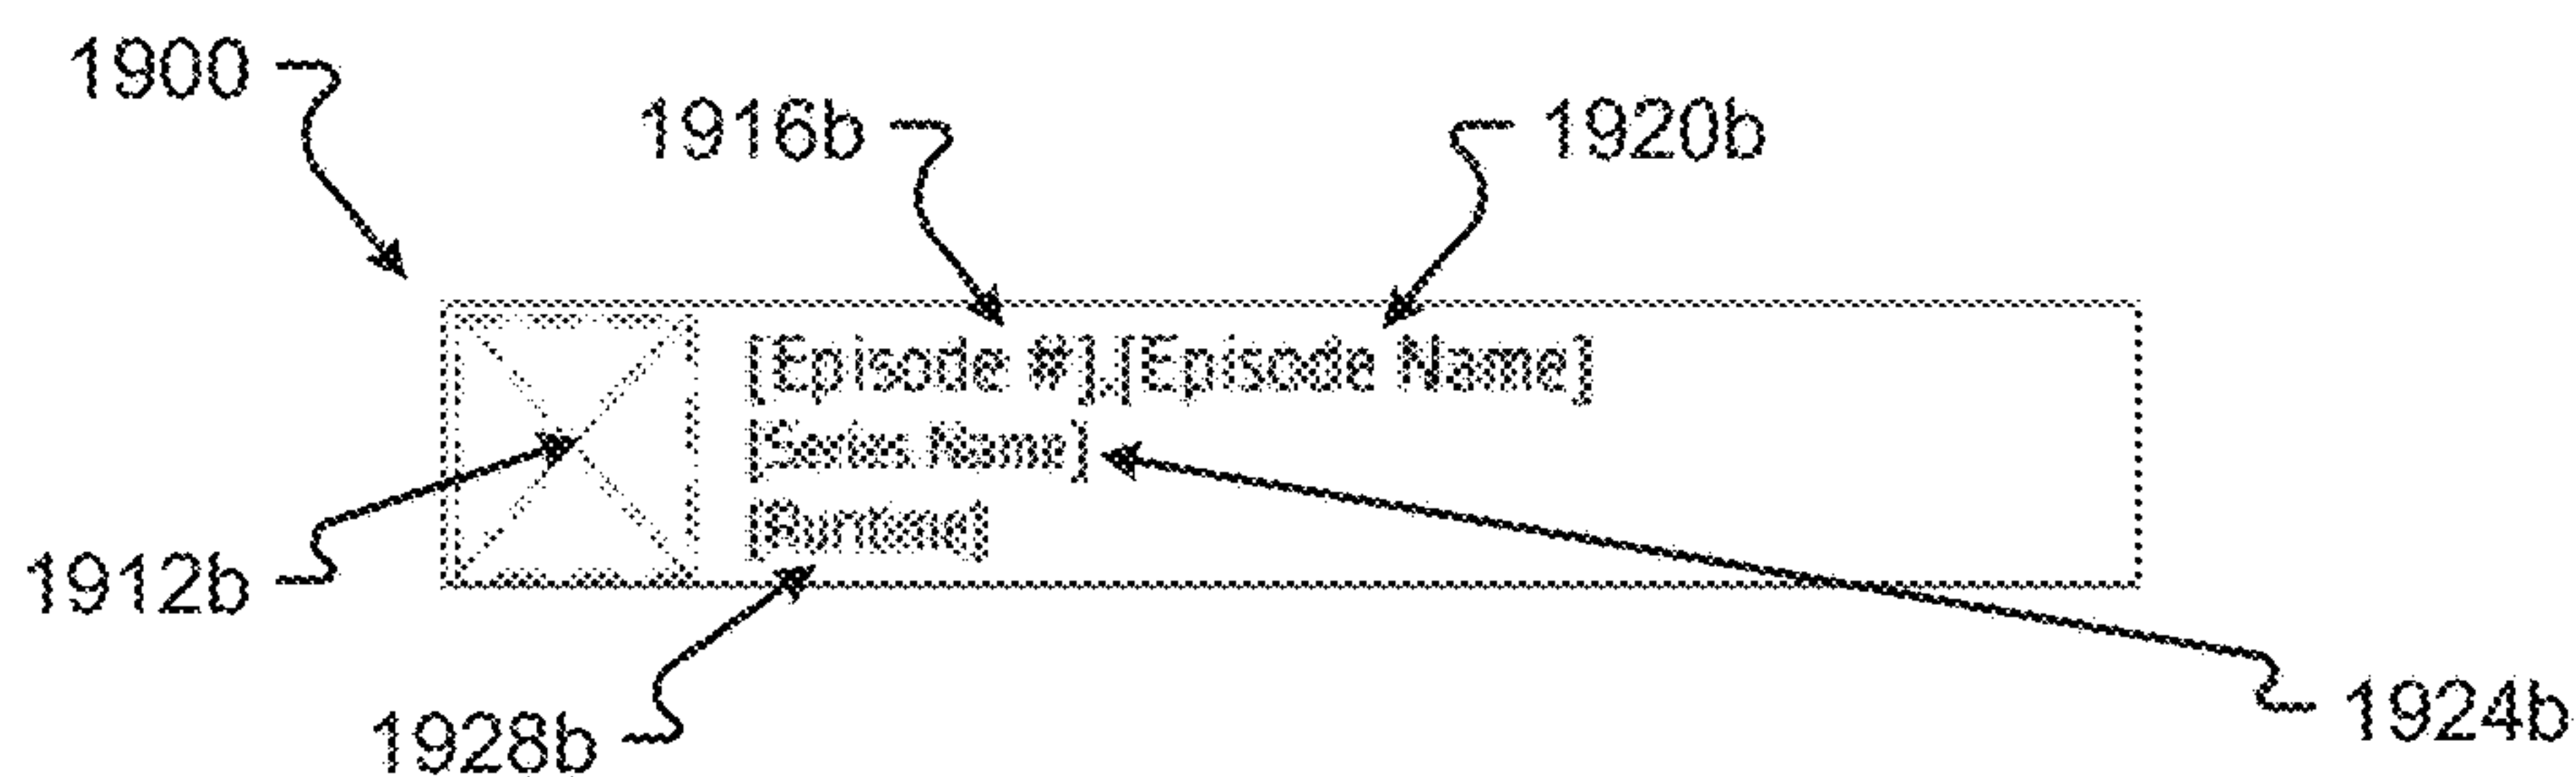 1900
1916b
1920b
[Episode #].[Episode Name]
[Series Name]
[Runtime]
1912b
1928b
1924b